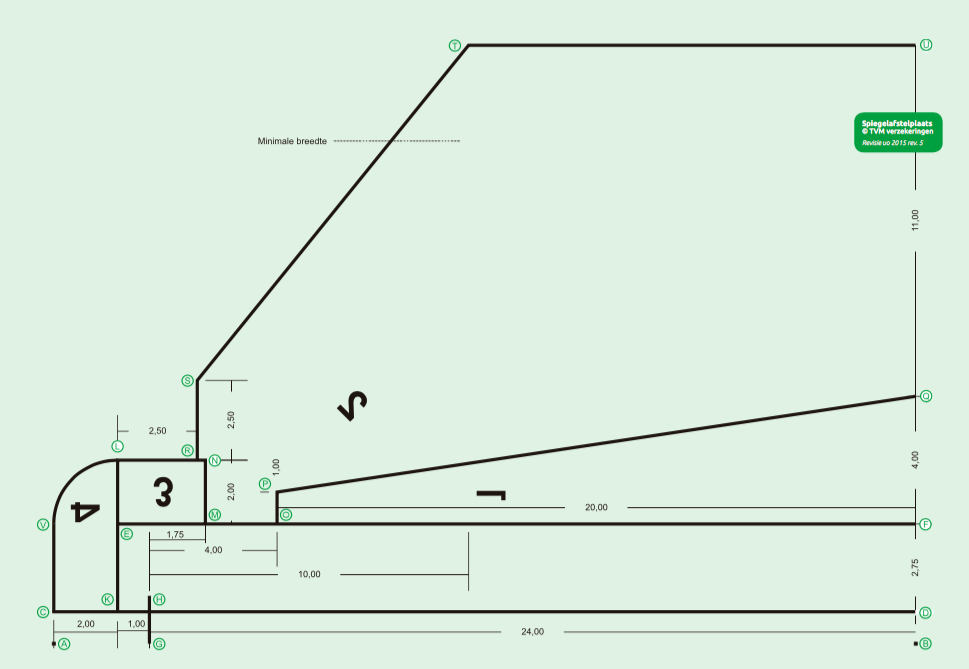 T
U
Spiegelafstelplaats
© TVM verzekeringen
Revisie uo 2015 rev. 5
Minimale breedte
11,00
S
Q
2
2,50
2,50
L
R
N
1,00
4,00
P
3
2,00
1
20,00
4
M
O
V
F
E
1,75
4,00
10,00
2,75
K
H
C
D
2,00
1,00
24,00
A
G
B